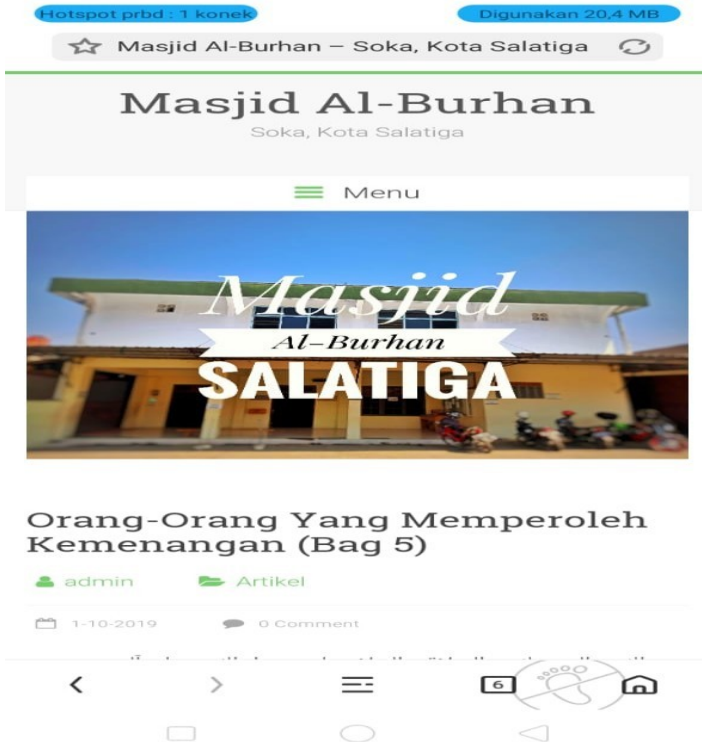 Hotspot prbd : 1 konek
Digunakan 20,4 MB
Masjid Al-Burhan – Soka, Kota Salatiga
Masjid Al-Burhan
Soka, Kota Salatiga
Menu
Masjid
Al-Burhan
SALATIGA
Orang-Orang Yang Memperoleh
Kemenangan (Bag 5)
admin
Artikel
1-10-2019
0 Comment
6